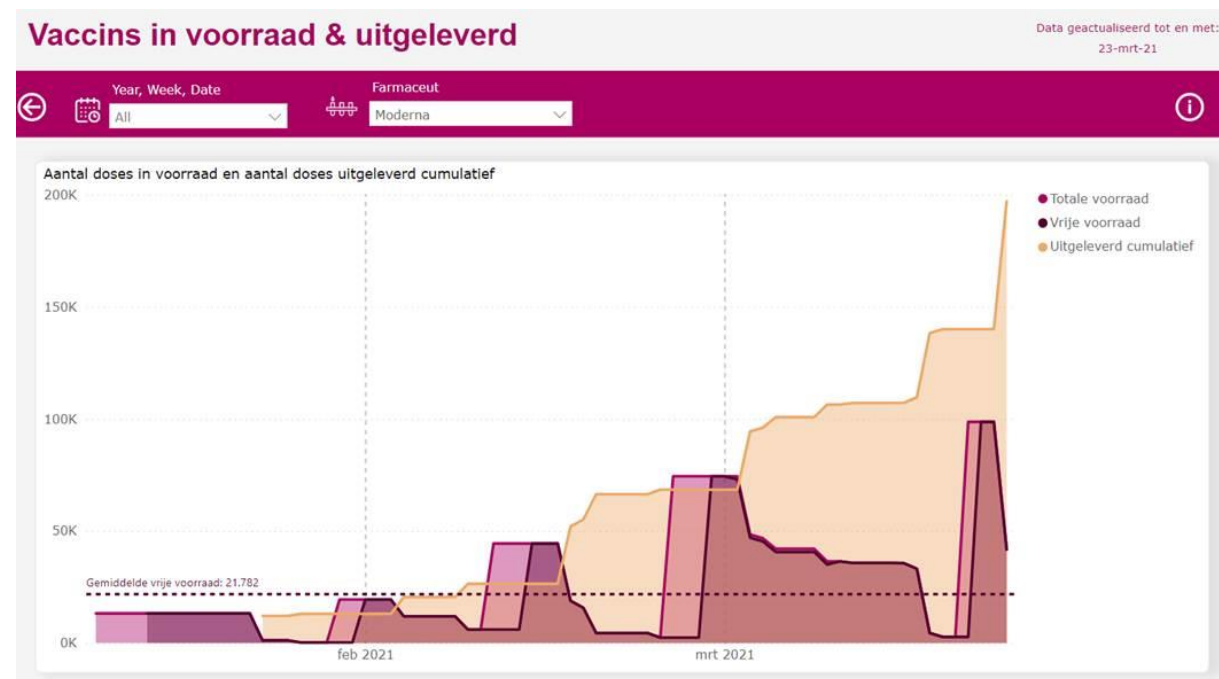 Vaccins in voorraad & uitgeleverd
Data geactualiseerd tot en met:
23-mrt-21
Year, Week, Date
All
Farmaceut
Moderna
Aantal doses in voorraad en aantal doses uitgeleverd cumulatief
200K
150K
100K
50K
0K
Gemiddelde vrije voorraad: 21.782
feb 2021
mrt 2021
Totale voorraad
Vrije voorraad
Uitgeleverd cumulatief